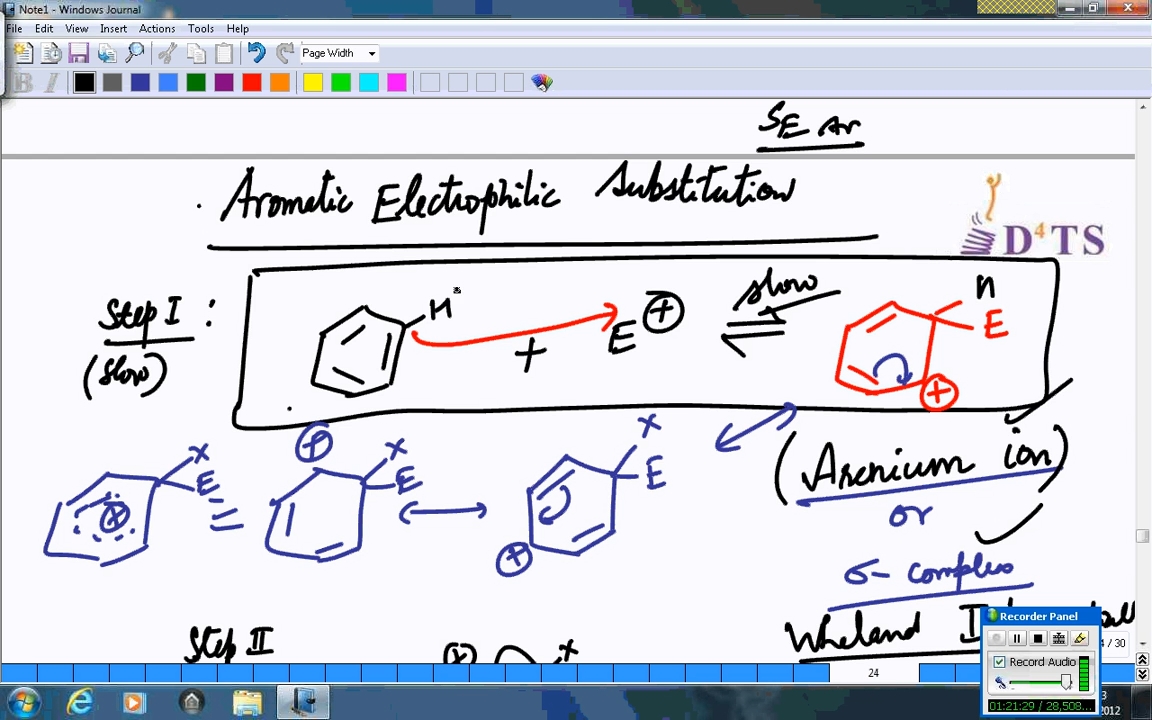 Note1 - Windows Journal
File Edit View Insert Actions Tools Help
Page Width
B I
SE Ar
Aromatic Electrophilic Substitution
D4TS
Step I :
(slow)
H
+
E +
slow
H
E
+
(Arenium ion)
or
σ- complex
Wheland I
+
X
E
+
X
E
X
E
+
Step II
+
X
Recorder Panel
Record Audio
01:21:29 / 28,508...
/ 30
24
2012